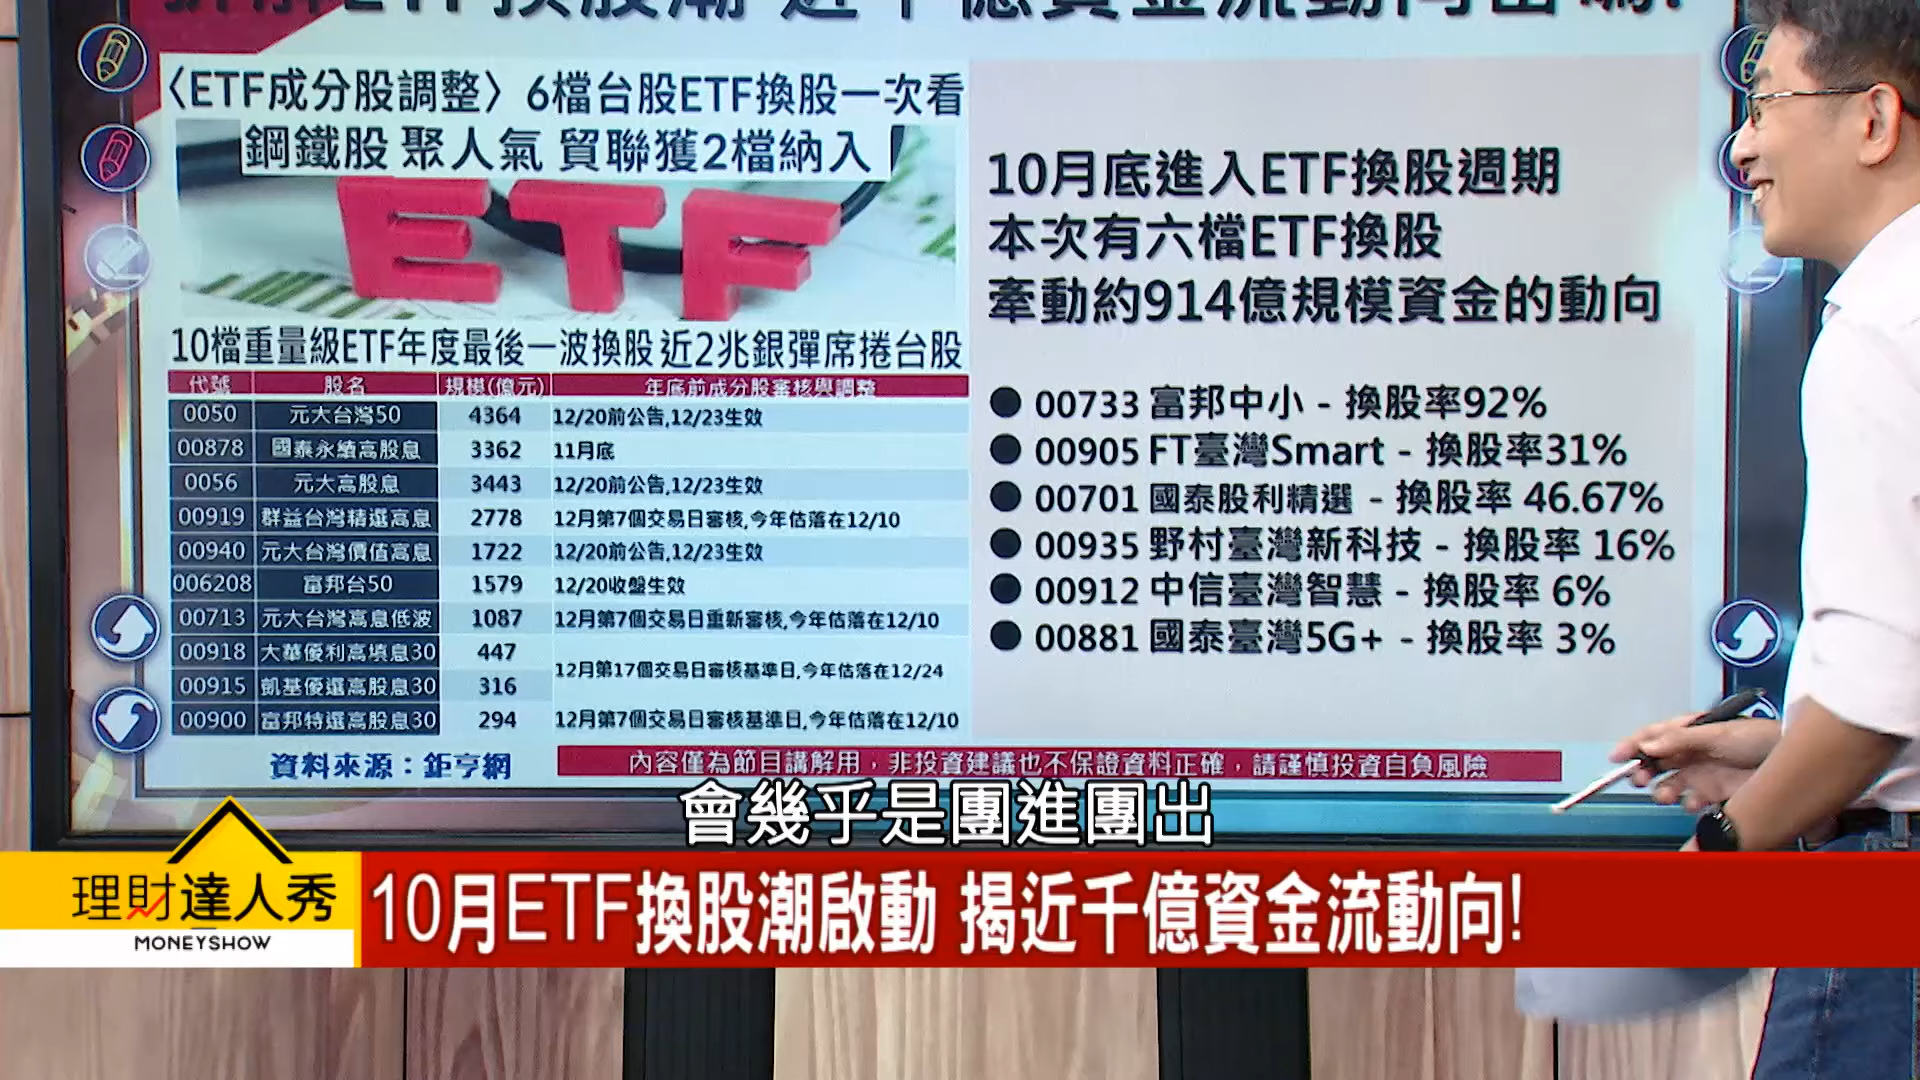 拆解ETF換股潮 近千億資金流動向出嗎!
〈ETF成分股調整〉6檔台股ETF換股一次看
鋼鐵股 聚人氣 貿聯獲2檔納入
ETF
10檔重量級ETF年度最後一波換股 近2兆銀彈席捲台股
代號 股名 規模(億元) 年底前成分股審核與調整
0050 元大台灣50 4364 12/20前公告,12/23生效
00878 國泰永續高股息 3362 11月底
0056 元大高股息 3443 12/20前公告,12/23生效
00919 群益台灣精選高息 2778 12月第7個交易日審核,今年估落在12/10
00940 元大台灣價值高息 1722 12/20前公告,12/23生效
006208 富邦台50 1579 12/20收盤生效
00713 元大台灣高息低波 1087 12月第7個交易日重新審核,今年估落在12/10
00918 大華優利高填息30 447
12月第17個交易日審核基準日,今年估落在12/24
00915 凱基優選高股息30 316
00900 富邦特選高股息30 294 12月第7個交易日審核基準日,今年估落在12/10
資料來源：鉅亨網
10月底進入ETF換股週期
本次有六檔ETF換股
牽動約914億規模資金的動向
● 00733 富邦中小 - 換股率92%
● 00905 FT臺灣Smart - 換股率31%
● 00701 國泰股利精選 - 換股率 46.67%
● 00935 野村臺灣新科技 - 換股率 16%
● 00912 中信臺灣智慧 - 換股率 6%
● 00881 國泰臺灣5G+ - 換股率 3%
內容僅為節目講解用，非投資建議也不保證資料正確，請謹慎投資自負風險
會幾乎是團進團出
理財達人秀
MONEYSHOW
10月ETF換股潮啟動 揭近千億資金流動向!